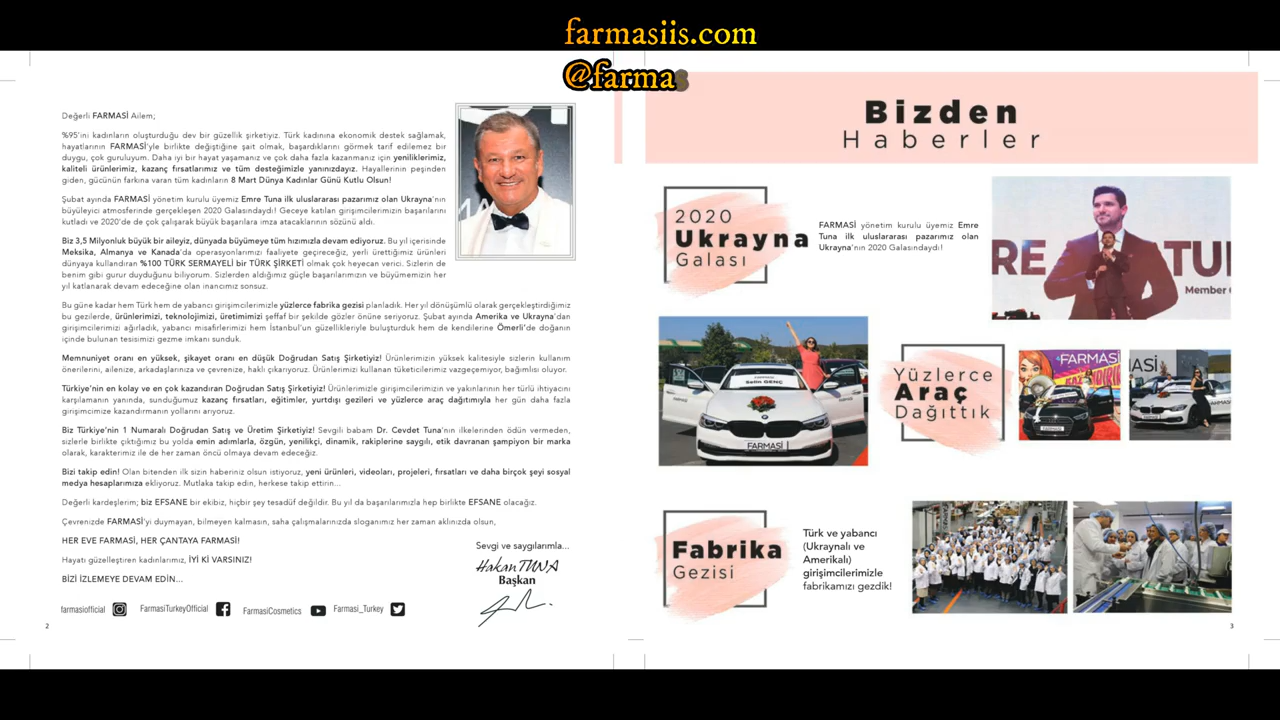 farmasiis.com
@farmas
Değerli FARMASİ Ailem;
%95'ini kadınların oluşturduğu dev bir güzellik şirketiyiz. Türk kadınına ekonomik destek sağlamak,
hayatlarının FARMASİ'yle birlikte değiştiğine şait olmak, başardıklarını görmek tarif edilemez bir
duygu, çok guruluyum. Daha iyi bir hayat yaşamanız ve çok daha fazla kazanmanız için yeniliklerimiz,
kaliteli ürünlerimiz, kazanç fırsatlarımız ve tüm desteğimizle yanınızdayız. Hayallerinin peşinden
giden, gücünün farkına varan tüm kadınların 8 Mart Dünya Kadınlar Günü Kutlu Olsun!
Şubat ayında FARMASİ yönetim kurulu üyemiz Emre Tuna ilk uluslararası pazarımız olan Ukrayna'nın
büyüleyici atmosferinde gerçekleşen 2020 Galasındaydı! Geceye katılan girişimcilerimizin başarılarını
kutladı ve 2020'de de çok çalışarak büyük başarılara imza atacaklarının sözünü aldı.
Biz 3,5 Milyonluk büyük bir aileyiz, dünyada büyümeye tüm hızımızla devam ediyoruz. Bu yıl içerisinde
Meksika, Almanya ve Kanada'da operasyonlarımızı faaliyete geçireceğiz, yerli ürettiğimiz ürünleri
dünyaya kullandıran %100 TÜRK SERMAYELİ bir TÜRK ŞİRKETİ olmak çok heyecan verici. Sizlerin de
benim gibi gurur duyduğunu biliyorum. Sizlerden aldığımız güçle başarılarımızın ve büyümemizin her
yıl katlanarak devam edeceğine olan inancımız sonsuz.
Bu güne kadar hem Türk hem de yabancı girişimcilerimizle yüzlerce fabrika gezisi planladık. Her yıl dönüşümlü olarak gerçekleştirdiğimiz
bu gezilerde, ürünlerimizi, teknolojimizi, üretimimizi şeffaf bir şekilde gözler önüne seriyoruz. Şubat ayında Amerika ve Ukrayna'dan
girişimcilerimizi ağırladık, yabancı misafirlerimizi hem İstanbul'un güzellikleriyle buluşturduk hem de kendilerine Ömerli'de doğanın
içinde bulunan tesisimizi gezme imkanı sunduk.
Memnuniyet oranı en yüksek, şikayet oranı en düşük Doğrudan Satış Şirketiyiz! Ürünlerimizin yüksek kalitesiyle sizlerin kullanım
önerilerini, ailenize, arkadaşlarınıza ve çevrenize, haklı çıkarıyoruz. Ürünlerimizi kullanan tüketicilerimiz vazgeçemiyor, bağımlısı oluyor.
Türkiye'nin en kolay ve en çok kazandıran Doğrudan Satış Şirketiyiz! Ürünlerimizle girişimcilerimizin ve yakınlarının her türlü ihtiyacını
karşılamanın yanında, sunduğumuz kazanç fırsatları, eğitimler, yurtdışı gezileri ve yüzlerce araç dağıtımıyla her gün daha fazla
girişimcimize kazandırmanın yollarını arıyoruz.
Biz Türkiye'nin 1 Numaralı Doğrudan Satış ve Üretim Şirketiyiz! Sevgili babam Dr. Cevdet Tuna'nın ilkelerinden ödün vermeden,
sizlerle birlikte çıktığımız bu yolda emin adımlarla, özgün, yenilikçi, dinamik, rakiplerine saygılı, etik davranan şampiyon bir marka
olarak, karakterimiz ile de her zaman öncü olmaya devam edeceğiz.
Bizi takip edin! Olan bitenden ilk sizin haberiniz olsun istiyoruz, yeni ürünleri, videoları, projeleri, fırsatları ve daha birçok şeyi sosyal
medya hesaplarımıza ekliyoruz. Mutlaka takip edin, herkese takip ettirin...
Değerli kardeşlerim; biz EFSANE bir ekibiz, hiçbir şey tesadüf değildir. Bu yıl da başarılarımızla hep birlikte EFSANE olacağız.
Çevrenizde FARMASİ'yi duymayan, bilmeyen kalmasın, saha çalışmalarınızda sloganımız her zaman aklınızda olsun,
HER EVE FARMASİ, HER ÇANTAYA FARMASİ!
Hayatı güzelleştiren kadınlarımız, İYİ Kİ VARSINIZ!
BİZİ İZLEMEYE DEVAM EDİN...
Sevgi ve saygılarımla...
Hakan TUNA
Başkan
farmasiofficial
FarmasiTurkeyOfficial
FarmasiCosmetics
Farmasi_Turkey
2
Bizden
Haberler
2020
Ukrayna
Galası
FARMASİ yönetim kurulu üyemiz Emre
Tuna ilk uluslararası pazarımız olan
Ukrayna'nın 2020 Galasındaydı!
RE TU
Member
Selin GENÇ
FARMASİ
Yüzlerce
Araç
Dağıttık
FARMASİ
Fabrika
Gezisi
Türk ve yabancı
(Ukraynalı ve
Amerikalı)
girişimcilerimizle
fabrikamızı gezdik!
3